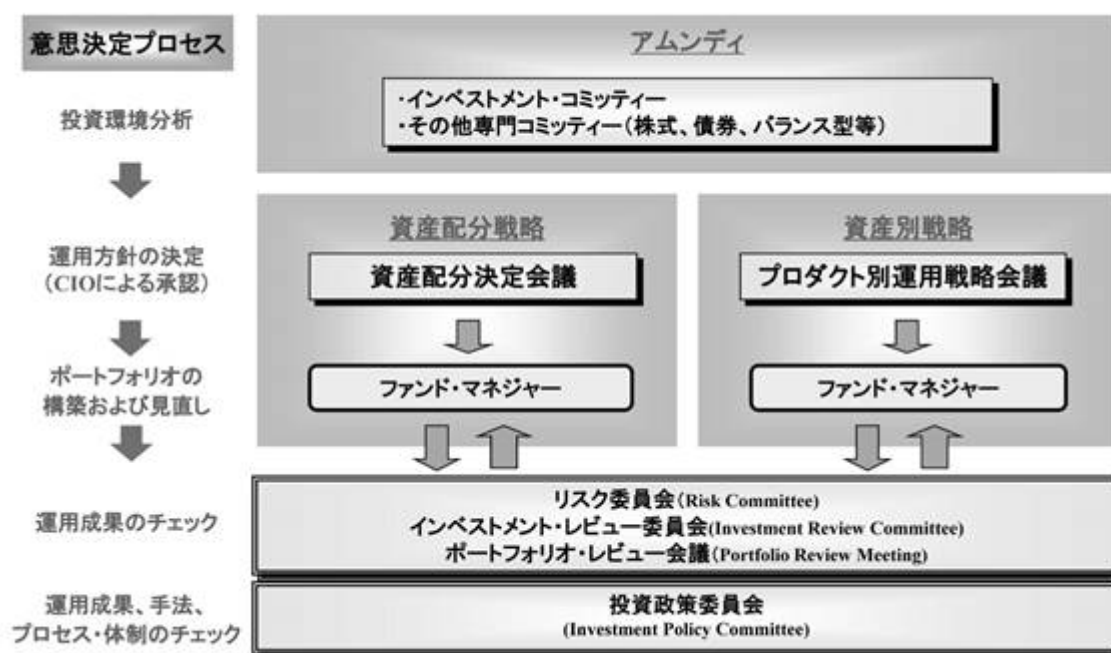 意思決定プロセス
アムンディ
投資環境分析
・インベストメント・コミッティー
・その他専門コミッティー（株式、債券、バランス型等）
運用方針の決定
（CIOによる承認）
資産配分戦略
資産配分決定会議
資産別戦略
プロダクト別運用戦略会議
ポートフォリオの
構築および見直し
ファンド・マネジャー
ファンド・マネジャー
運用成果のチェック
リスク委員会（Risk Committee）
インベストメント・レビュー委員会(Investment Review Committee)
ポートフォリオ・レビュー会議（Portfolio Review Meeting)
運用成果、手法、
プロセス・体制のチェック
投資政策委員会
(Investment Policy Committee)